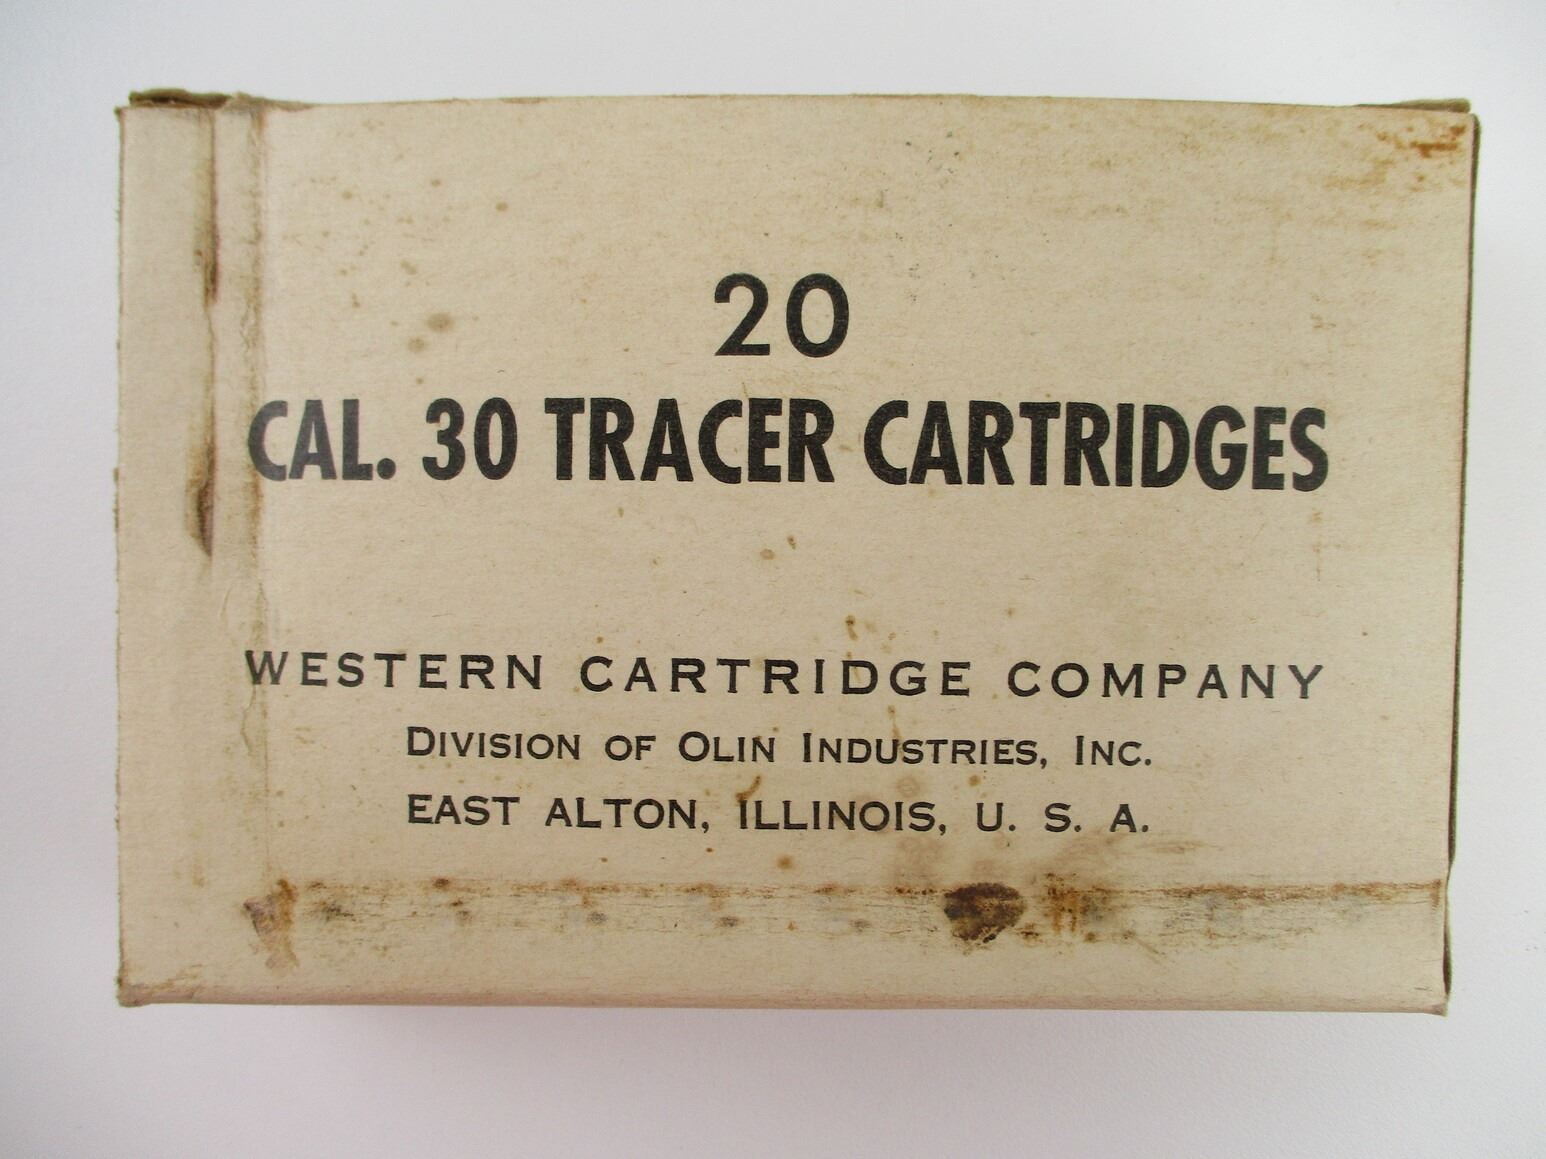 20
CAL. 30 TRACER CARTRIDGES
WESTERN CARTRIDGE COMPANY
DIVISION OF OLIN INDUSTRIES, INC.
EAST ALTON, ILLINOIS, U. S. A.